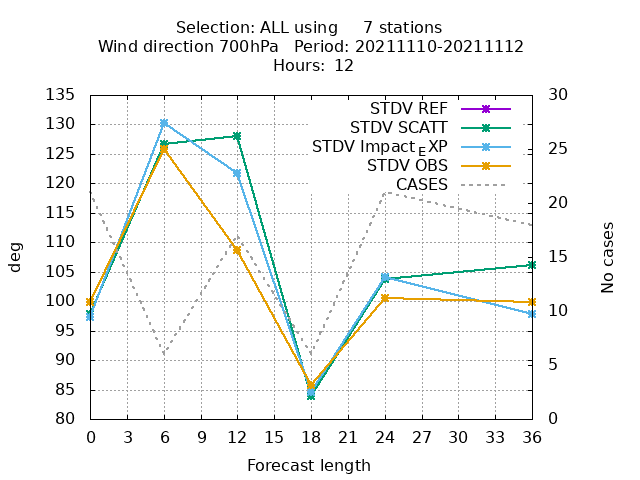 Selection: ALL using 7 stations
Wind direction 700hPa Period: 20211110-20211112
Hours: 12
135
130
125
120
115
110
105
100
95
90
85
80
30
25
20
15
10
5
0
STDV REF
STDV SCATT
STDV Impact_EXP
STDV OBS
CASES
deg
No cases
0 3 6 9 12 15 18 21 24 27 30 33 36
Forecast length